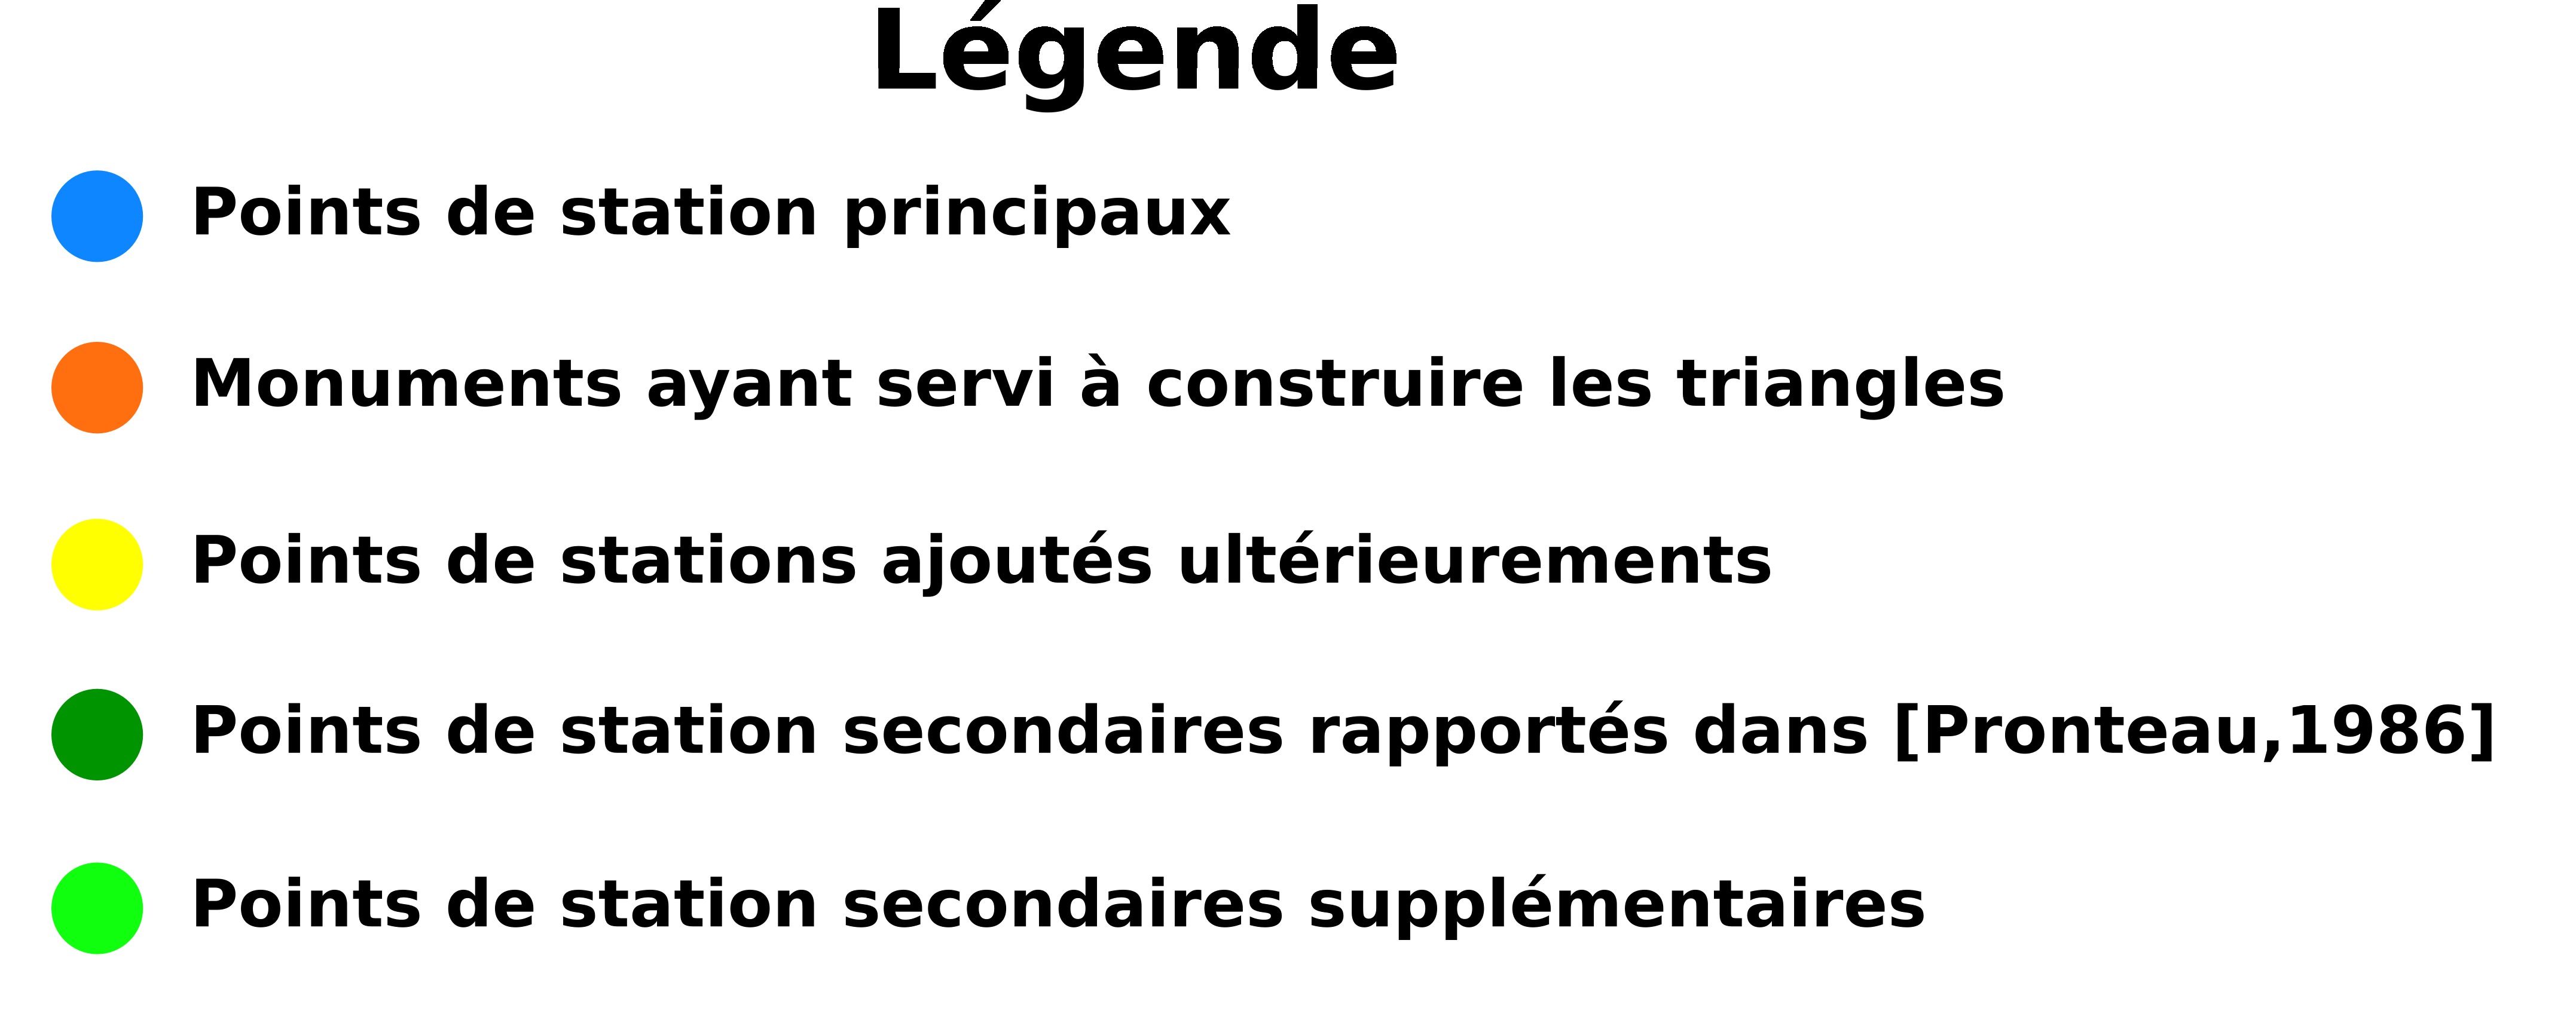 Légende
Points de station principaux
Monuments ayant servi à construire les triangles
Points de stations ajoutés ultérieurements
Points de station secondaires rapportés dans [Pronteau,1986]
Points de station secondaires supplémentaires